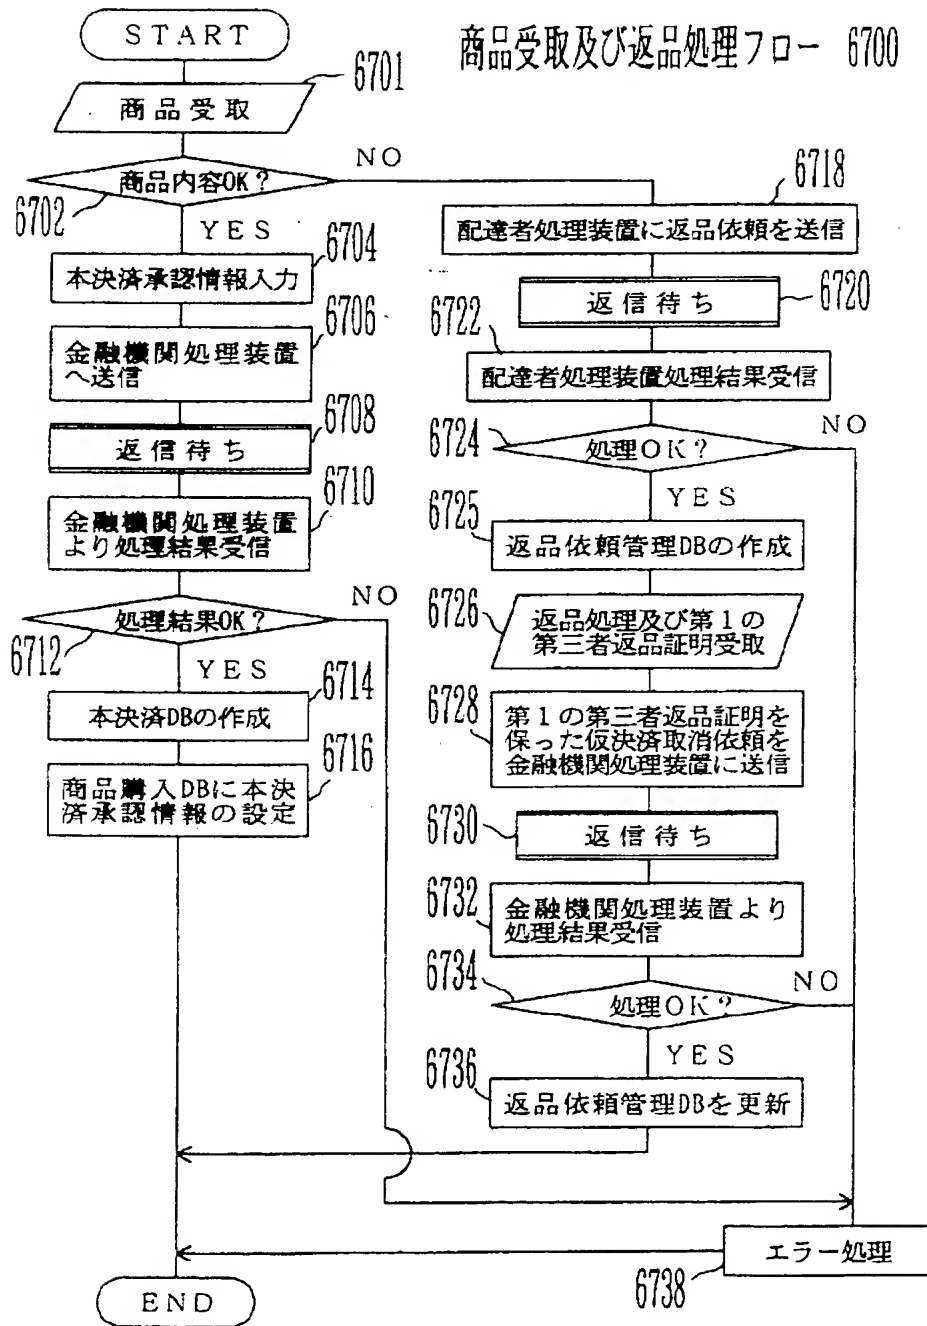 商品受取及び返品処理フロー 6700
START
6701
商品受取
商品内容OK?
6702
NO
YES
6704
本決済承認情報入力
6706
金融機関処理装置
へ送信
6708
返信待ち
6710
金融機関処理装置
より処理結果受信
処理結果OK?
6712
NO
YES
6714
本決済DBの作成
6716
商品購入DBに本決
済承認情報の設定
6718
配達者処理装置に返品依頼を送信
6720
返信待ち
6722
配達者処理装置処理結果受信
6724
処理OK?
NO
YES
6725
返品依頼管理DBの作成
6726
返品処理及び第1の
第三者返品証明受取
6728
第1の第三者返品証明を
保った仮決済取消依頼を
金融機関処理装置に送信
6730
返信待ち
6732
金融機関処理装置より
処理結果受信
6734
処理OK?
NO
YES
6736
返品依頼管理DBを更新
エラー処理
6738
END